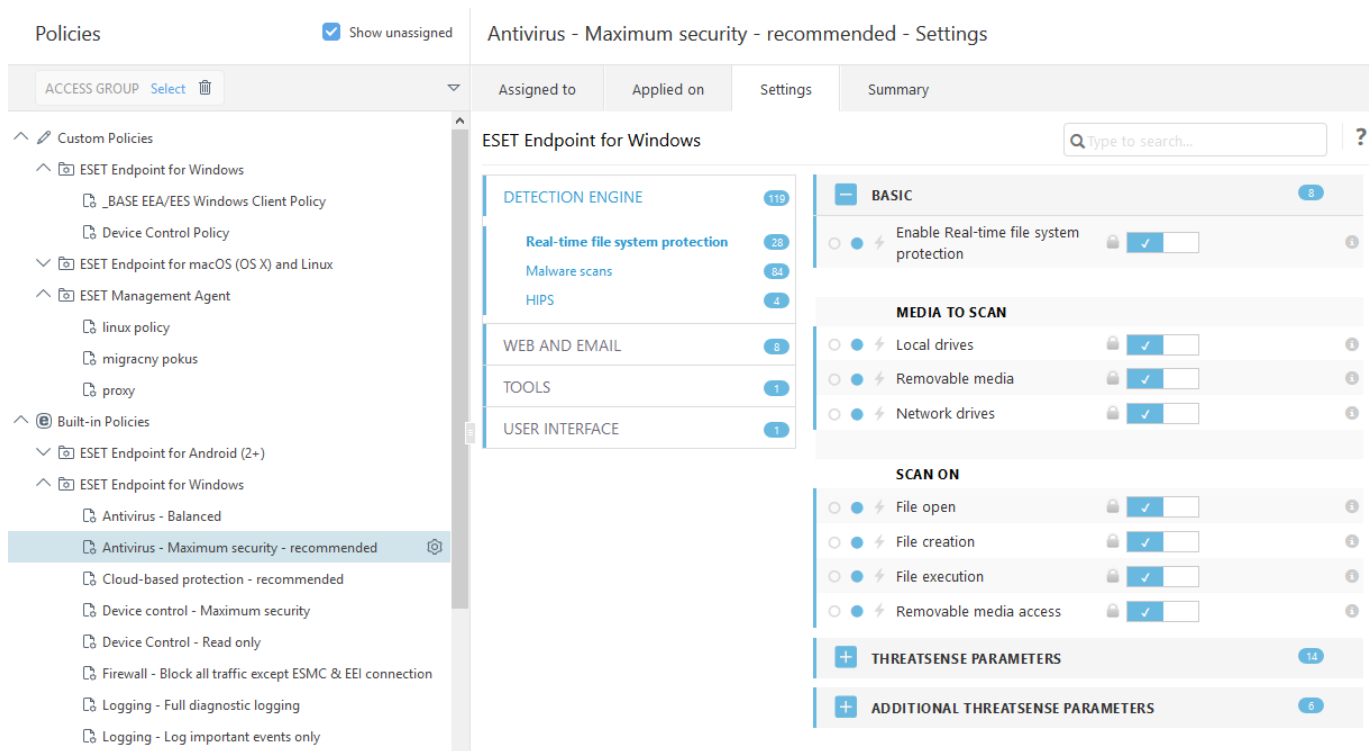 Policies
Show unassigned
ACCESS GROUP Select
Custom Policies
ESET Endpoint for Windows
_BASE EEA/EES Windows Client Policy
Device Control Policy
ESET Endpoint for macOS (OS X) and Linux
ESET Management Agent
linux policy
migracny pokus
proxy
Built-in Policies
ESET Endpoint for Android (2+)
ESET Endpoint for Windows
Antivirus - Balanced
Antivirus - Maximum security - recommended
Cloud-based protection - recommended
Device control - Maximum security
Device Control - Read only
Firewall - Block all traffic except ESMC & EEI connection
Logging - Full diagnostic logging
Logging - Log important events only
Antivirus - Maximum security - recommended - Settings
Assigned to Applied on Settings Summary
ESET Endpoint for Windows
Type to search...
?
DETECTION ENGINE 119
Real-time file system protection 28
Malware scans 84
HIPS 4
WEB AND EMAIL 8
TOOLS 1
USER INTERFACE 1
BASIC 8
Enable Real-time file system
protection
MEDIA TO SCAN
Local drives
Removable media
Network drives
SCAN ON
File open
File creation
File execution
Removable media access
THREATSENSE PARAMETERS 14
ADDITIONAL THREATSENSE PARAMETERS 6